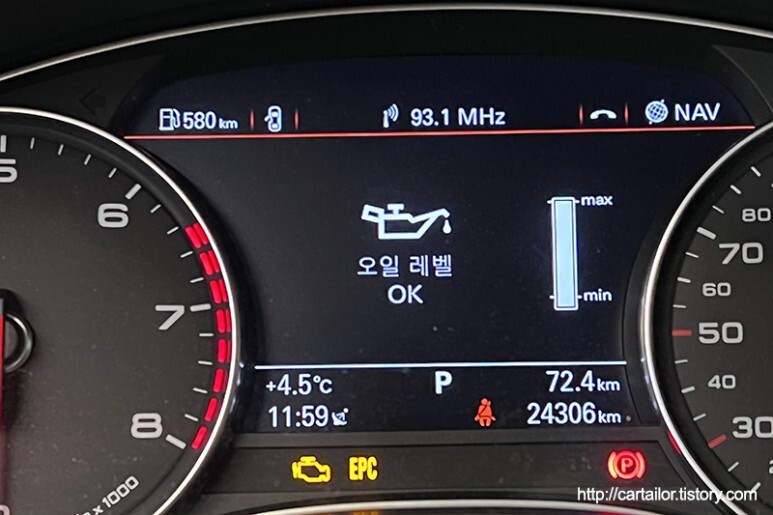 580 km
93.1 MHz
NAV
오일 레벨
OK
max
min
+4.5°C
P
72.4 km
11:59
24306 km
EPC
P
5
6
7
8
x 1000
80
70
60
50
40
30
http://cartailor.tistory.com